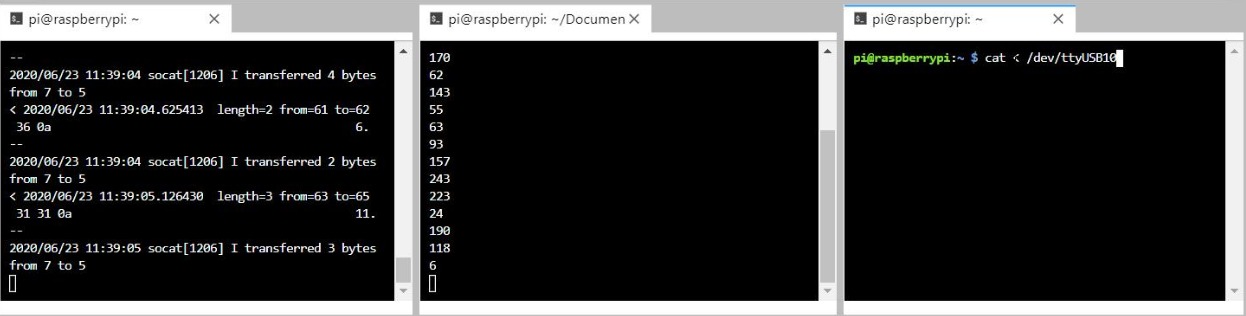 pi@raspberrypi: ~
--
2020/06/23 11:39:04 socat[1206] I transferred 4 bytes
from 7 to 5
< 2020/06/23 11:39:04.625413  length=2 from=61 to=62
 36 0a                                            6.
--
2020/06/23 11:39:04 socat[1206] I transferred 2 bytes
from 7 to 5
< 2020/06/23 11:39:05.126430  length=3 from=63 to=65
 31 31 0a                                         11.
--
2020/06/23 11:39:05 socat[1206] I transferred 3 bytes
from 7 to 5
pi@raspberrypi: ~/Documen
170
62
143
55
63
93
157
243
223
24
190
118
6
pi@raspberrypi: ~
pi@raspberrypi:~ $ cat < /dev/ttyUSB10